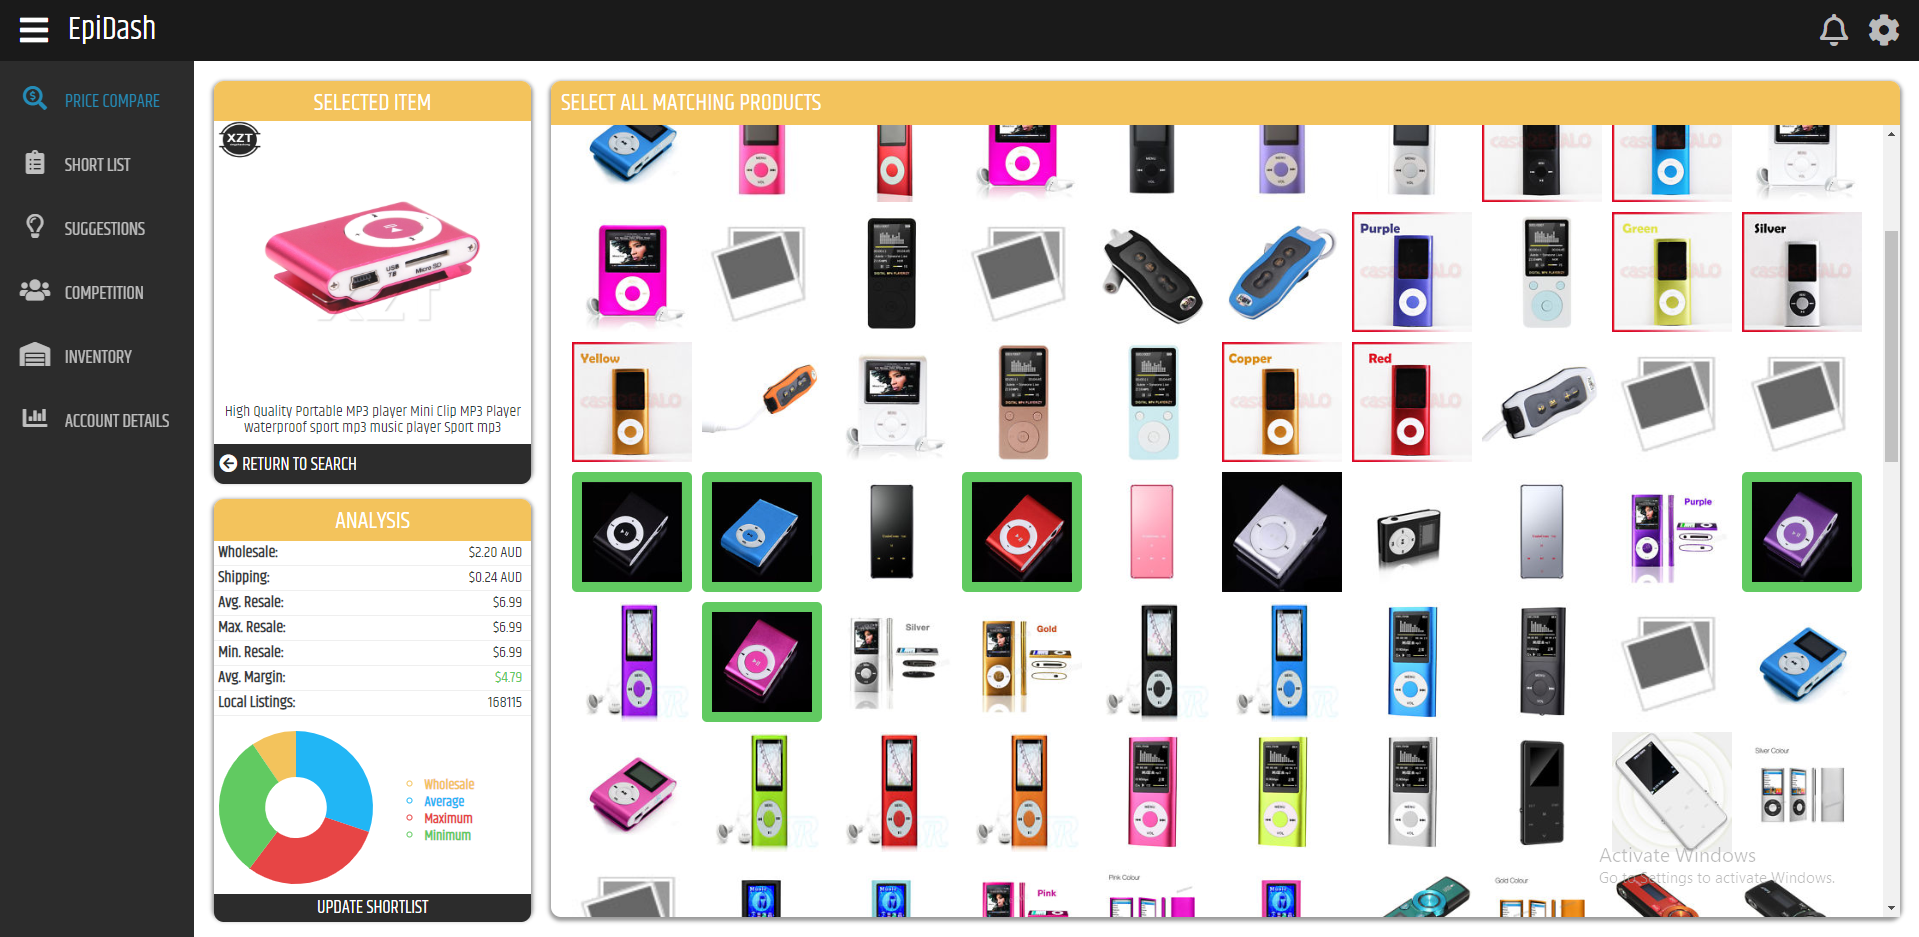 EpiDash
PRICE COMPARE
SHORT LIST
SUGGESTIONS
COMPETITION
INVENTORY
ACCOUNT DETAILS
SELECTED ITEM
XZT
USB
Micro SD
XZT
High Quality Portable MP3 player Mini Clip MP3 Player
waterproof sport mp3 music player Sport mp3
RETURN TO SEARCH
ANALYSIS
Wholesale: $2.20 AUD
Shipping: $0.24 AUD
Avg. Resale: $6.99
Max. Resale: $6.99
Min. Resale: $6.99
Avg. Margin: $4.79
Local Listings: 168115
Wholesale
Average
Maximum
Minimum
UPDATE SHORTLIST
SELECT ALL MATCHING PRODUCTS
Purple
Green
Silver
Yellow
Copper
Red
Purple
Silver
Gold
Silver Colour
Pink
Pink Colour
Gold Colour
Activate Windows
Go to Settings to activate Windows.